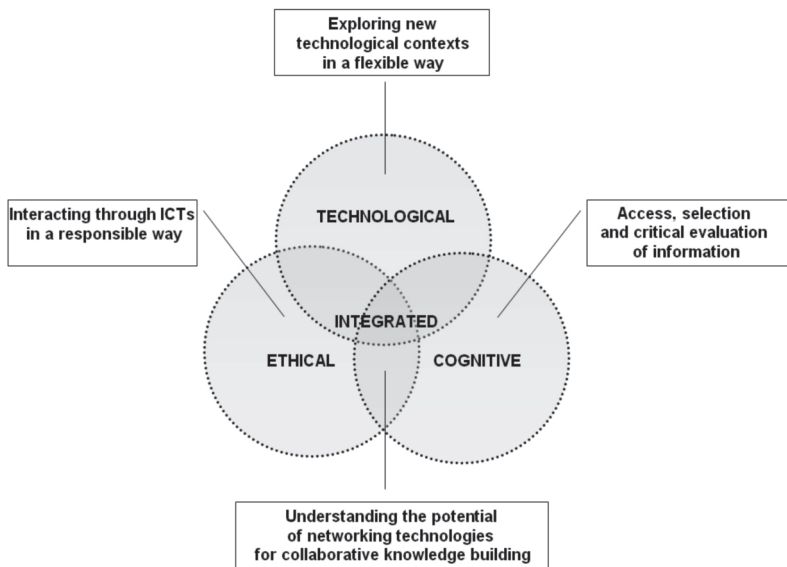 Exploring new
technological contexts
in a flexible way
Interacting through ICTs
in a responsible way
TECHNOLOGICAL
Access, selection
and critical evaluation
of information
INTEGRATED
ETHICAL
COGNITIVE
Understanding the potential
of networking technologies
for collaborative knowledge building